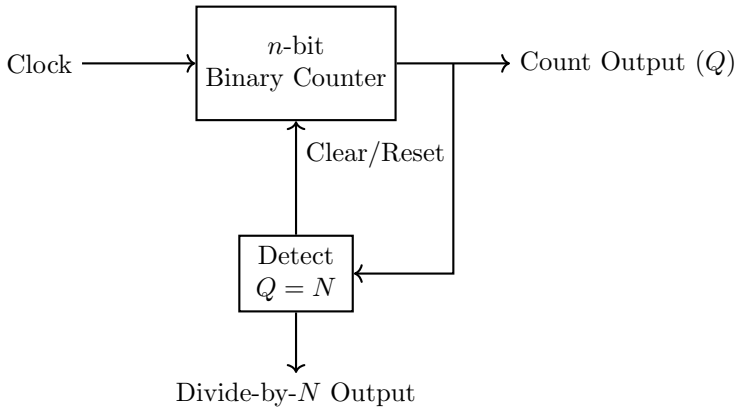 n-bit
Binary Counter
Clock
Count Output (Q)
Clear/Reset
Detect
Q = N
Divide-by-N Output